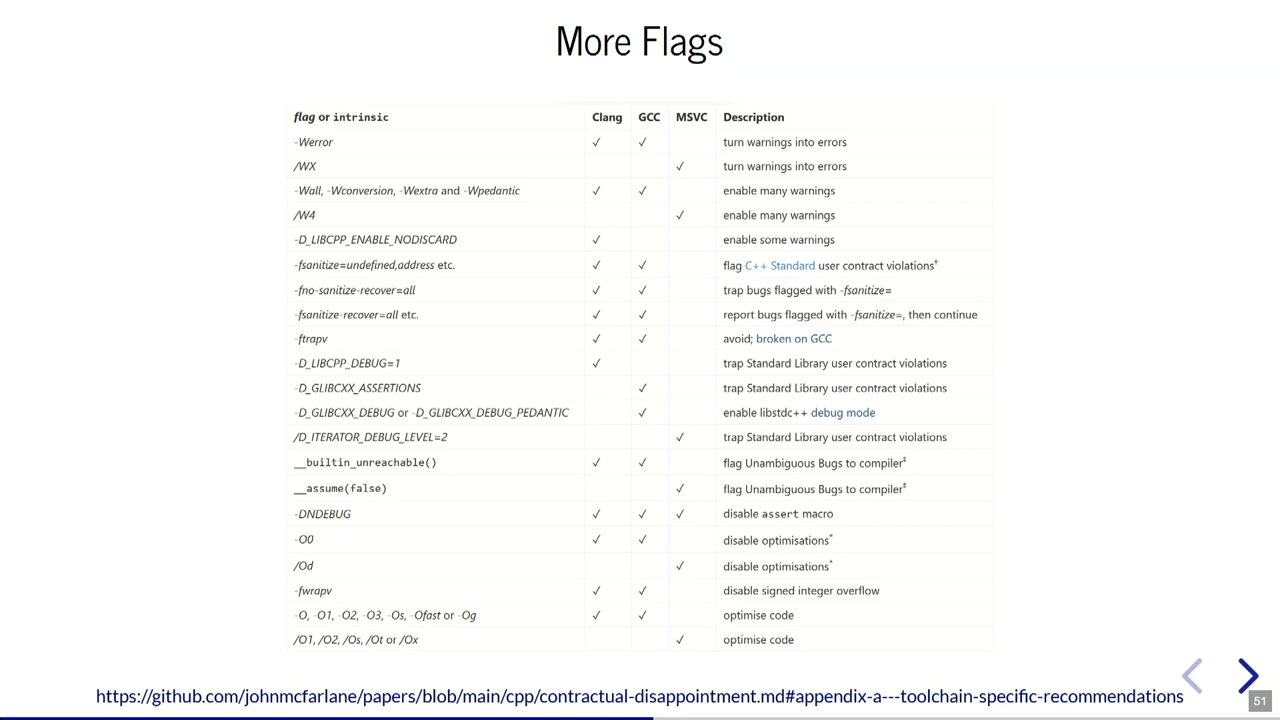 More Flags
flag or intrinsic Clang GCC MSVC Description
-Werror ✓ ✓ turn warnings into errors
/WX ✓ turn warnings into errors
-Wall, -Wconversion, -Wextra and -Wpedantic ✓ ✓ enable many warnings
/W4 ✓ enable many warnings
-D_LIBCPP_ENABLE_NODISCARD ✓ enable some warnings
-fsanitize=undefined,address etc. ✓ ✓ flag C++ Standard user contract violations†
-fno-sanitize-recover=all ✓ ✓ trap bugs flagged with -fsanitize=
-fsanitize-recover=all etc. ✓ ✓ report bugs flagged with -fsanitize=, then continue
-ftrapv ✓ ✓ avoid; broken on GCC
-D_LIBCPP_DEBUG=1 ✓ trap Standard Library user contract violations
-D_GLIBCXX_ASSERTIONS ✓ trap Standard Library user contract violations
-D_GLIBCXX_DEBUG or -D_GLIBCXX_DEBUG_PEDANTIC ✓ enable libstdc++ debug mode
/D_ITERATOR_DEBUG_LEVEL=2 ✓ trap Standard Library user contract violations
__builtin_unreachable() ✓ ✓ flag Unambiguous Bugs to compiler‡
__assume(false) ✓ flag Unambiguous Bugs to compiler‡
-DNDEBUG ✓ ✓ ✓ disable assert macro
-O0 ✓ ✓ disable optimisations*
/Od ✓ disable optimisations*
-fwrapv ✓ ✓ disable signed integer overflow
-O, -O1, -O2, -O3, -Os, -Ofast or -Og ✓ ✓ optimise code
/O1, /O2, /Os, /Ot or /Ox ✓ optimise code
https://github.com/johnmcfarlane/papers/blob/main/cpp/contractual-disappointment.md#appendix-a---toolchain-specific-recommendations
51